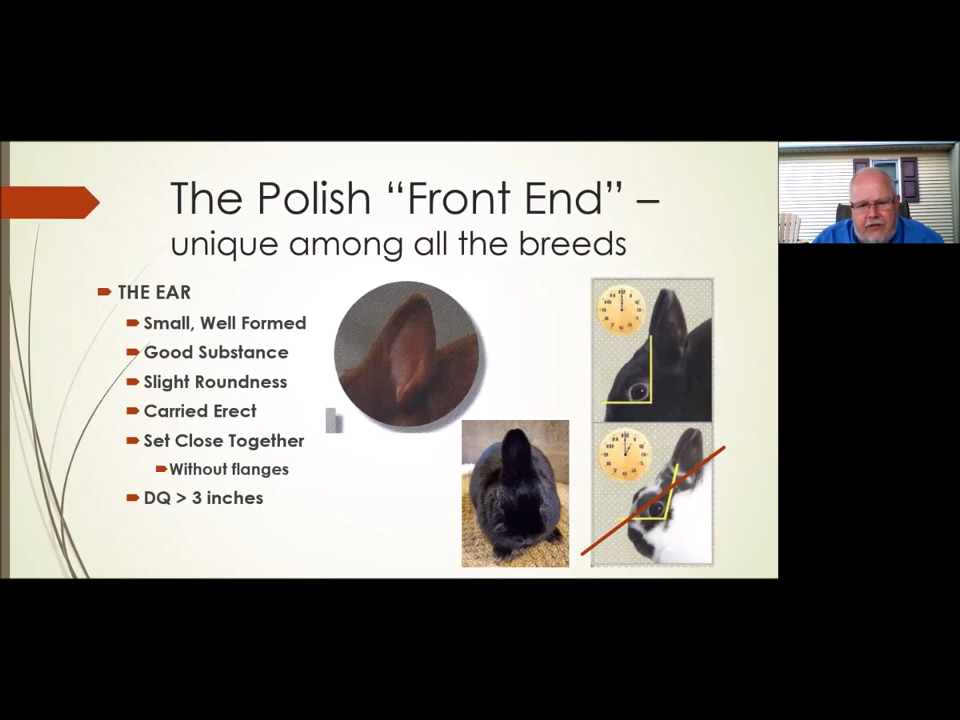 The Polish “Front End” –
unique among all the breeds
THE EAR
Small, Well Formed
Good Substance
Slight Roundness
Carried Erect
Set Close Together
Without flanges
DQ > 3 inches